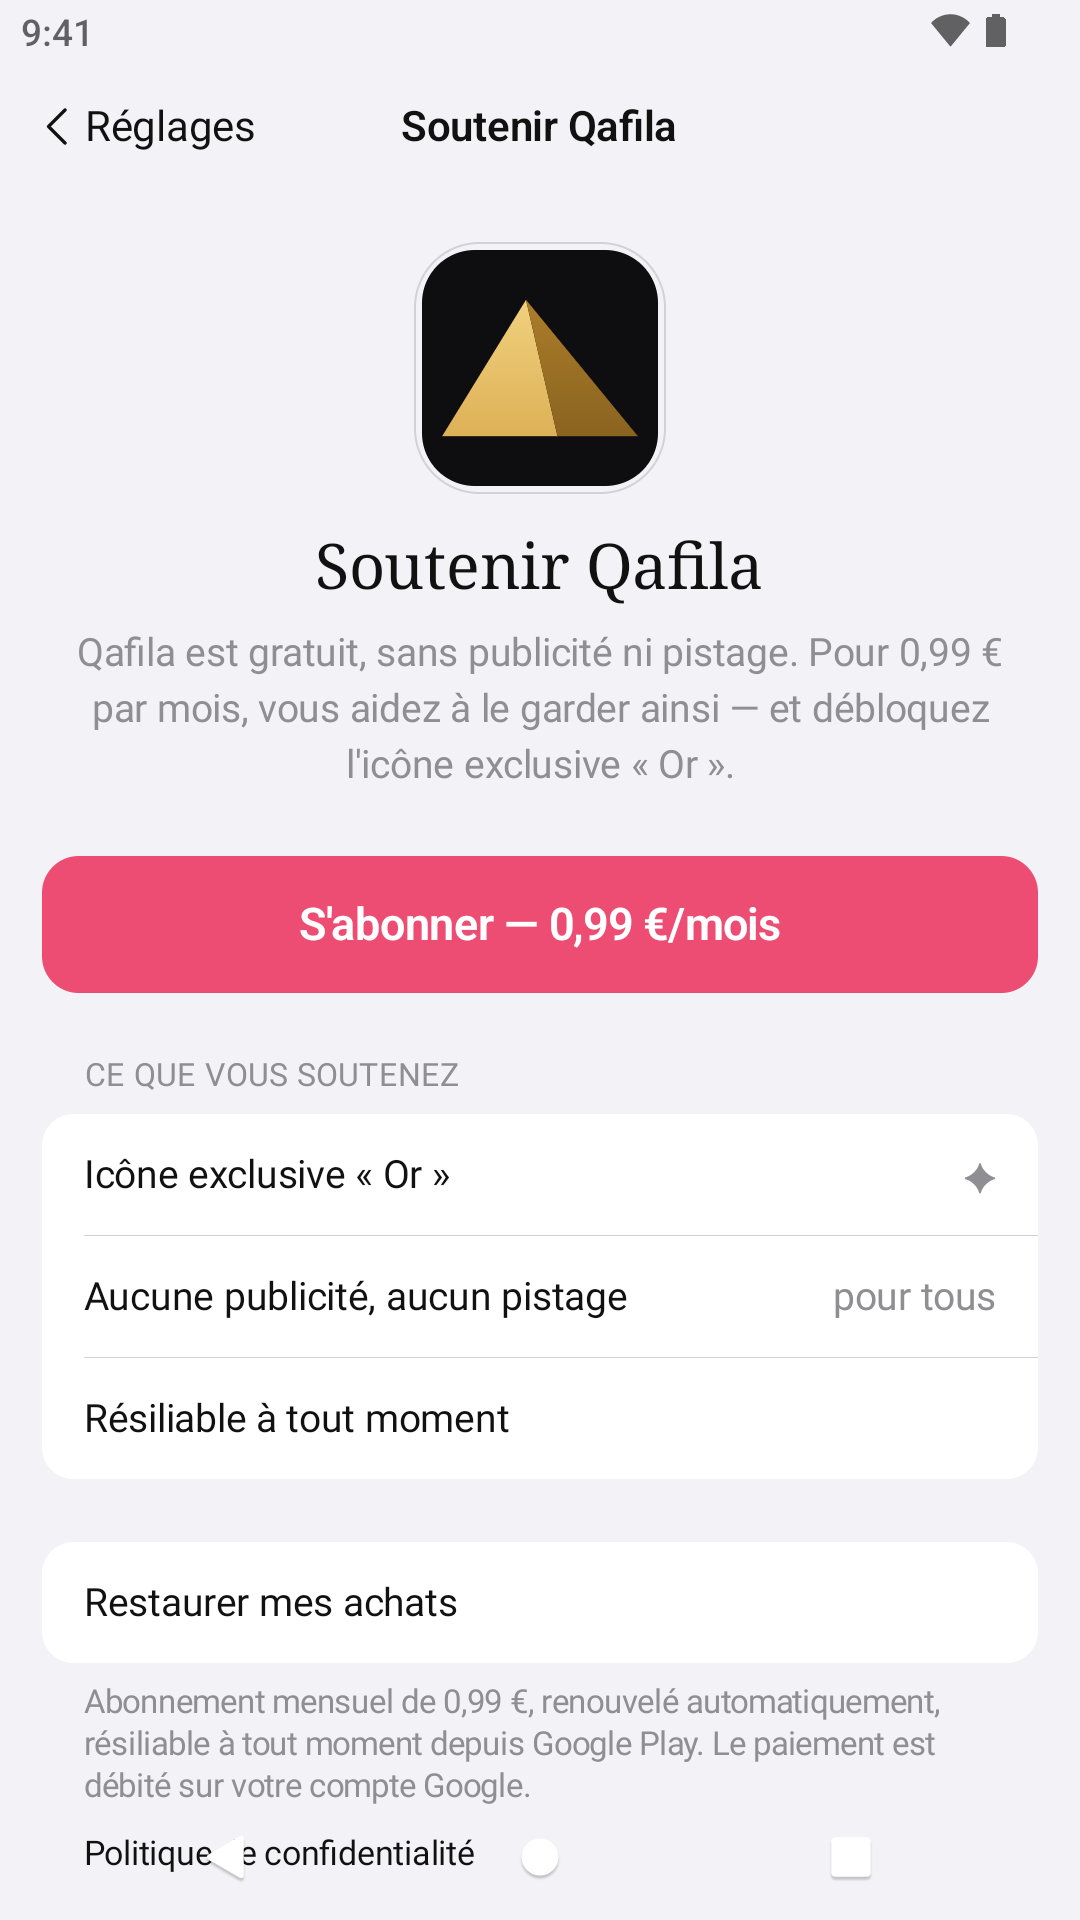 9:41
Réglages
Soutenir Qafila
Soutenir Qafila
Qafila est gratuit, sans publicité ni pistage. Pour 0,99 €
par mois, vous aidez à le garder ainsi — et débloquez
l'icône exclusive « Or ».
S'abonner — 0,99 €/mois
CE QUE VOUS SOUTENEZ
Icône exclusive « Or »
Aucune publicité, aucun pistage pour tous
Résiliable à tout moment
Restaurer mes achats
Abonnement mensuel de 0,99 €, renouvelé automatiquement,
résiliable à tout moment depuis Google Play. Le paiement est
débité sur votre compte Google.
Politique de confidentialité